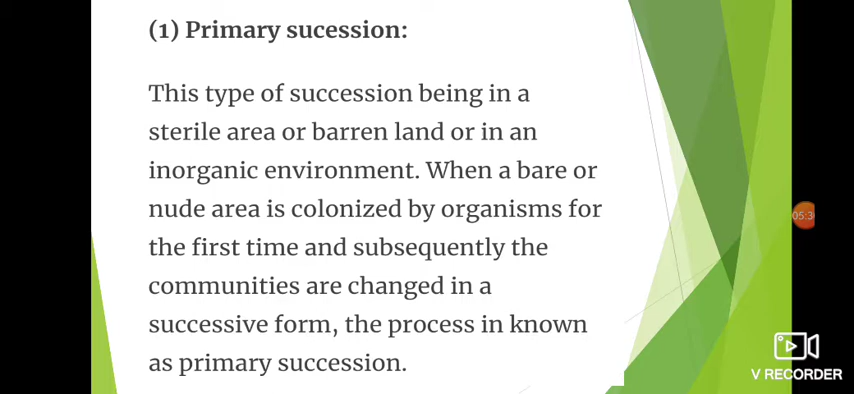 (1) Primary sucession:
This type of succession being in a
sterile area or barren land or in an
inorganic environment. When a bare or
nude area is colonized by organisms for
the first time and subsequently the
communities are changed in a
successive form, the process in known
as primary succession.
V RECORDER